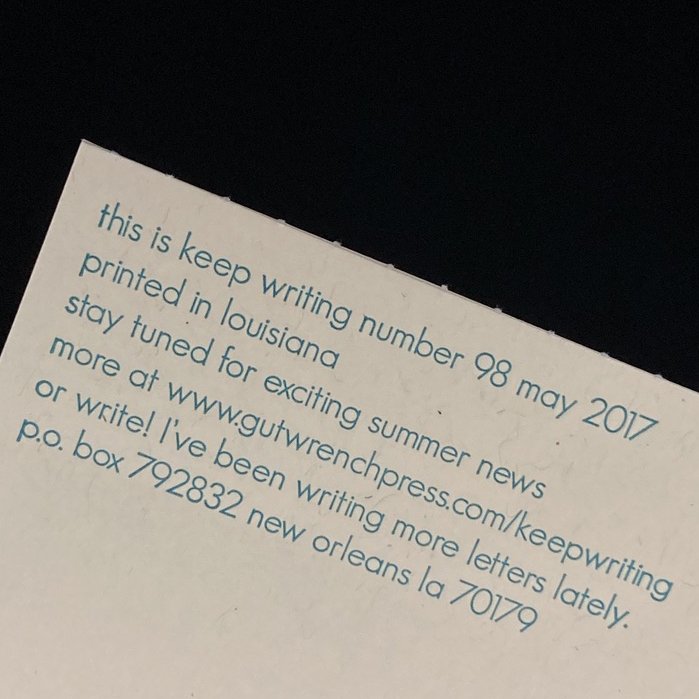 this is keep writing number 98 may 2017
printed in louisiana
stay tuned for exciting summer news
more at www.gutwrenchpress.com/keepwriting
or write! I've been writing more letters lately.
p.o. box 792832 new orleans la 70179